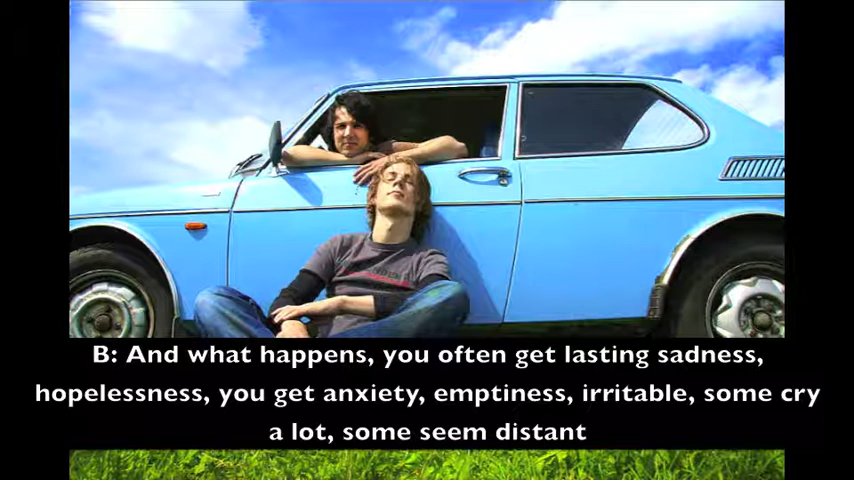 B: And what happens, you often get lasting sadness,
hopelessness, you get anxiety, emptiness, irritable, some cry
a lot, some seem distant